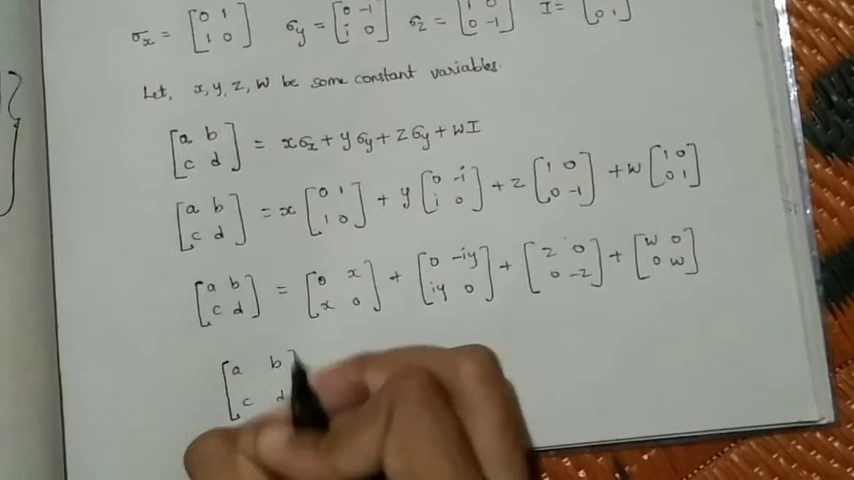 σx = [0 1; 1 0] σy = [0 -i; i 0] σz = [1 0; 0 -1] I = [; 0 1]
Let, x, y, z, w be some constant variables.
[a b; c d] = xσx + yσy + zσy + wI
[a b; c d] = x [0 1; 1 0] + y [0 -i; i 0] + z [1 0; 0 -1] + w [1 0; 0 1]
[a b; c d] = [0 x; x 0] + [0 -iy; iy 0] + [z 0; 0 -z] + [w 0; 0 w]
[a b; c d]